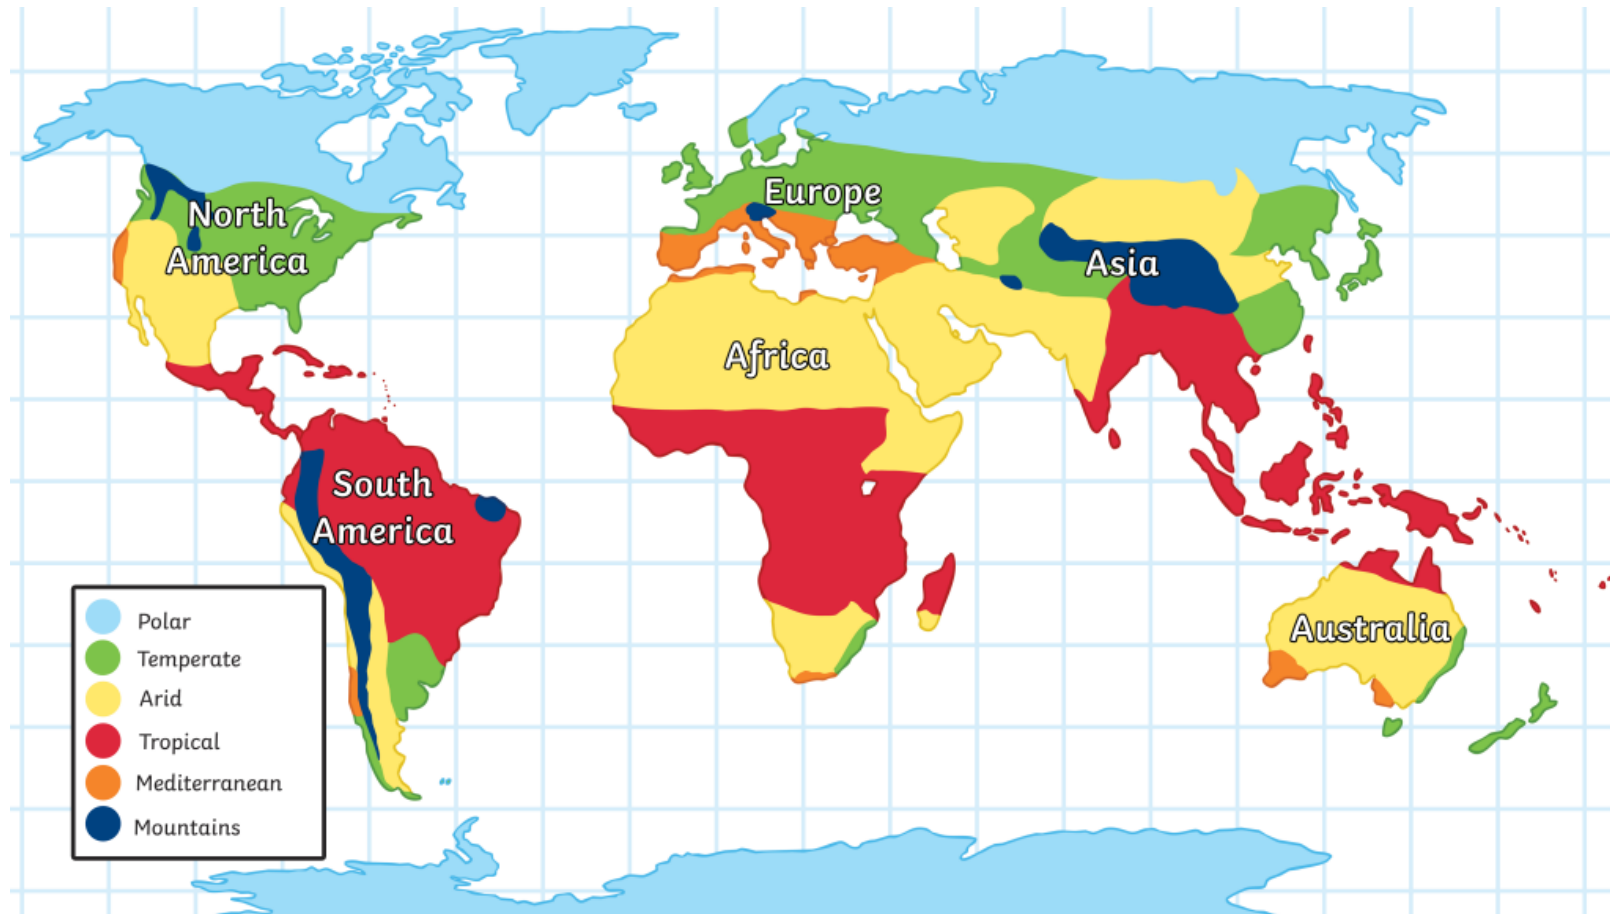 North
America
Europe
Asia
Africa
South
America
Australia
Polar
Temperate
Arid
Tropical
Mediterranean
Mountains